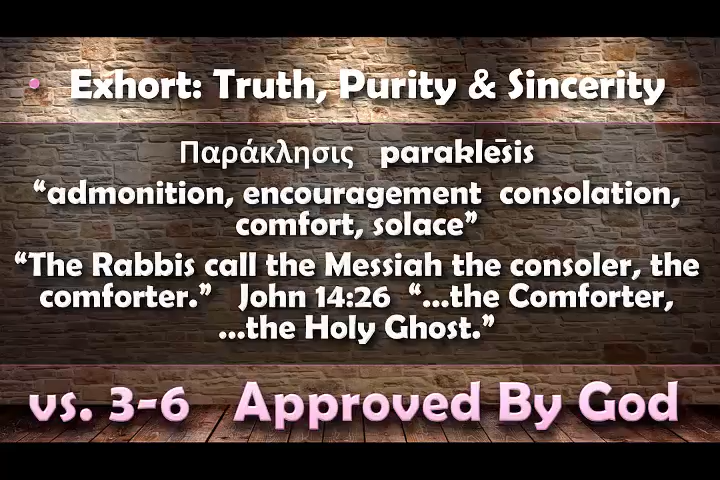 • Exhort: Truth, Purity & Sincerity
Παράκλησις paraklēsis
“admonition, encouragement consolation,
comfort, solace”
“The Rabbis call the Messiah the consoler, the
comforter.” John 14:26 “...the Comforter,
...the Holy Ghost.”
vs. 3-6 Approved By God